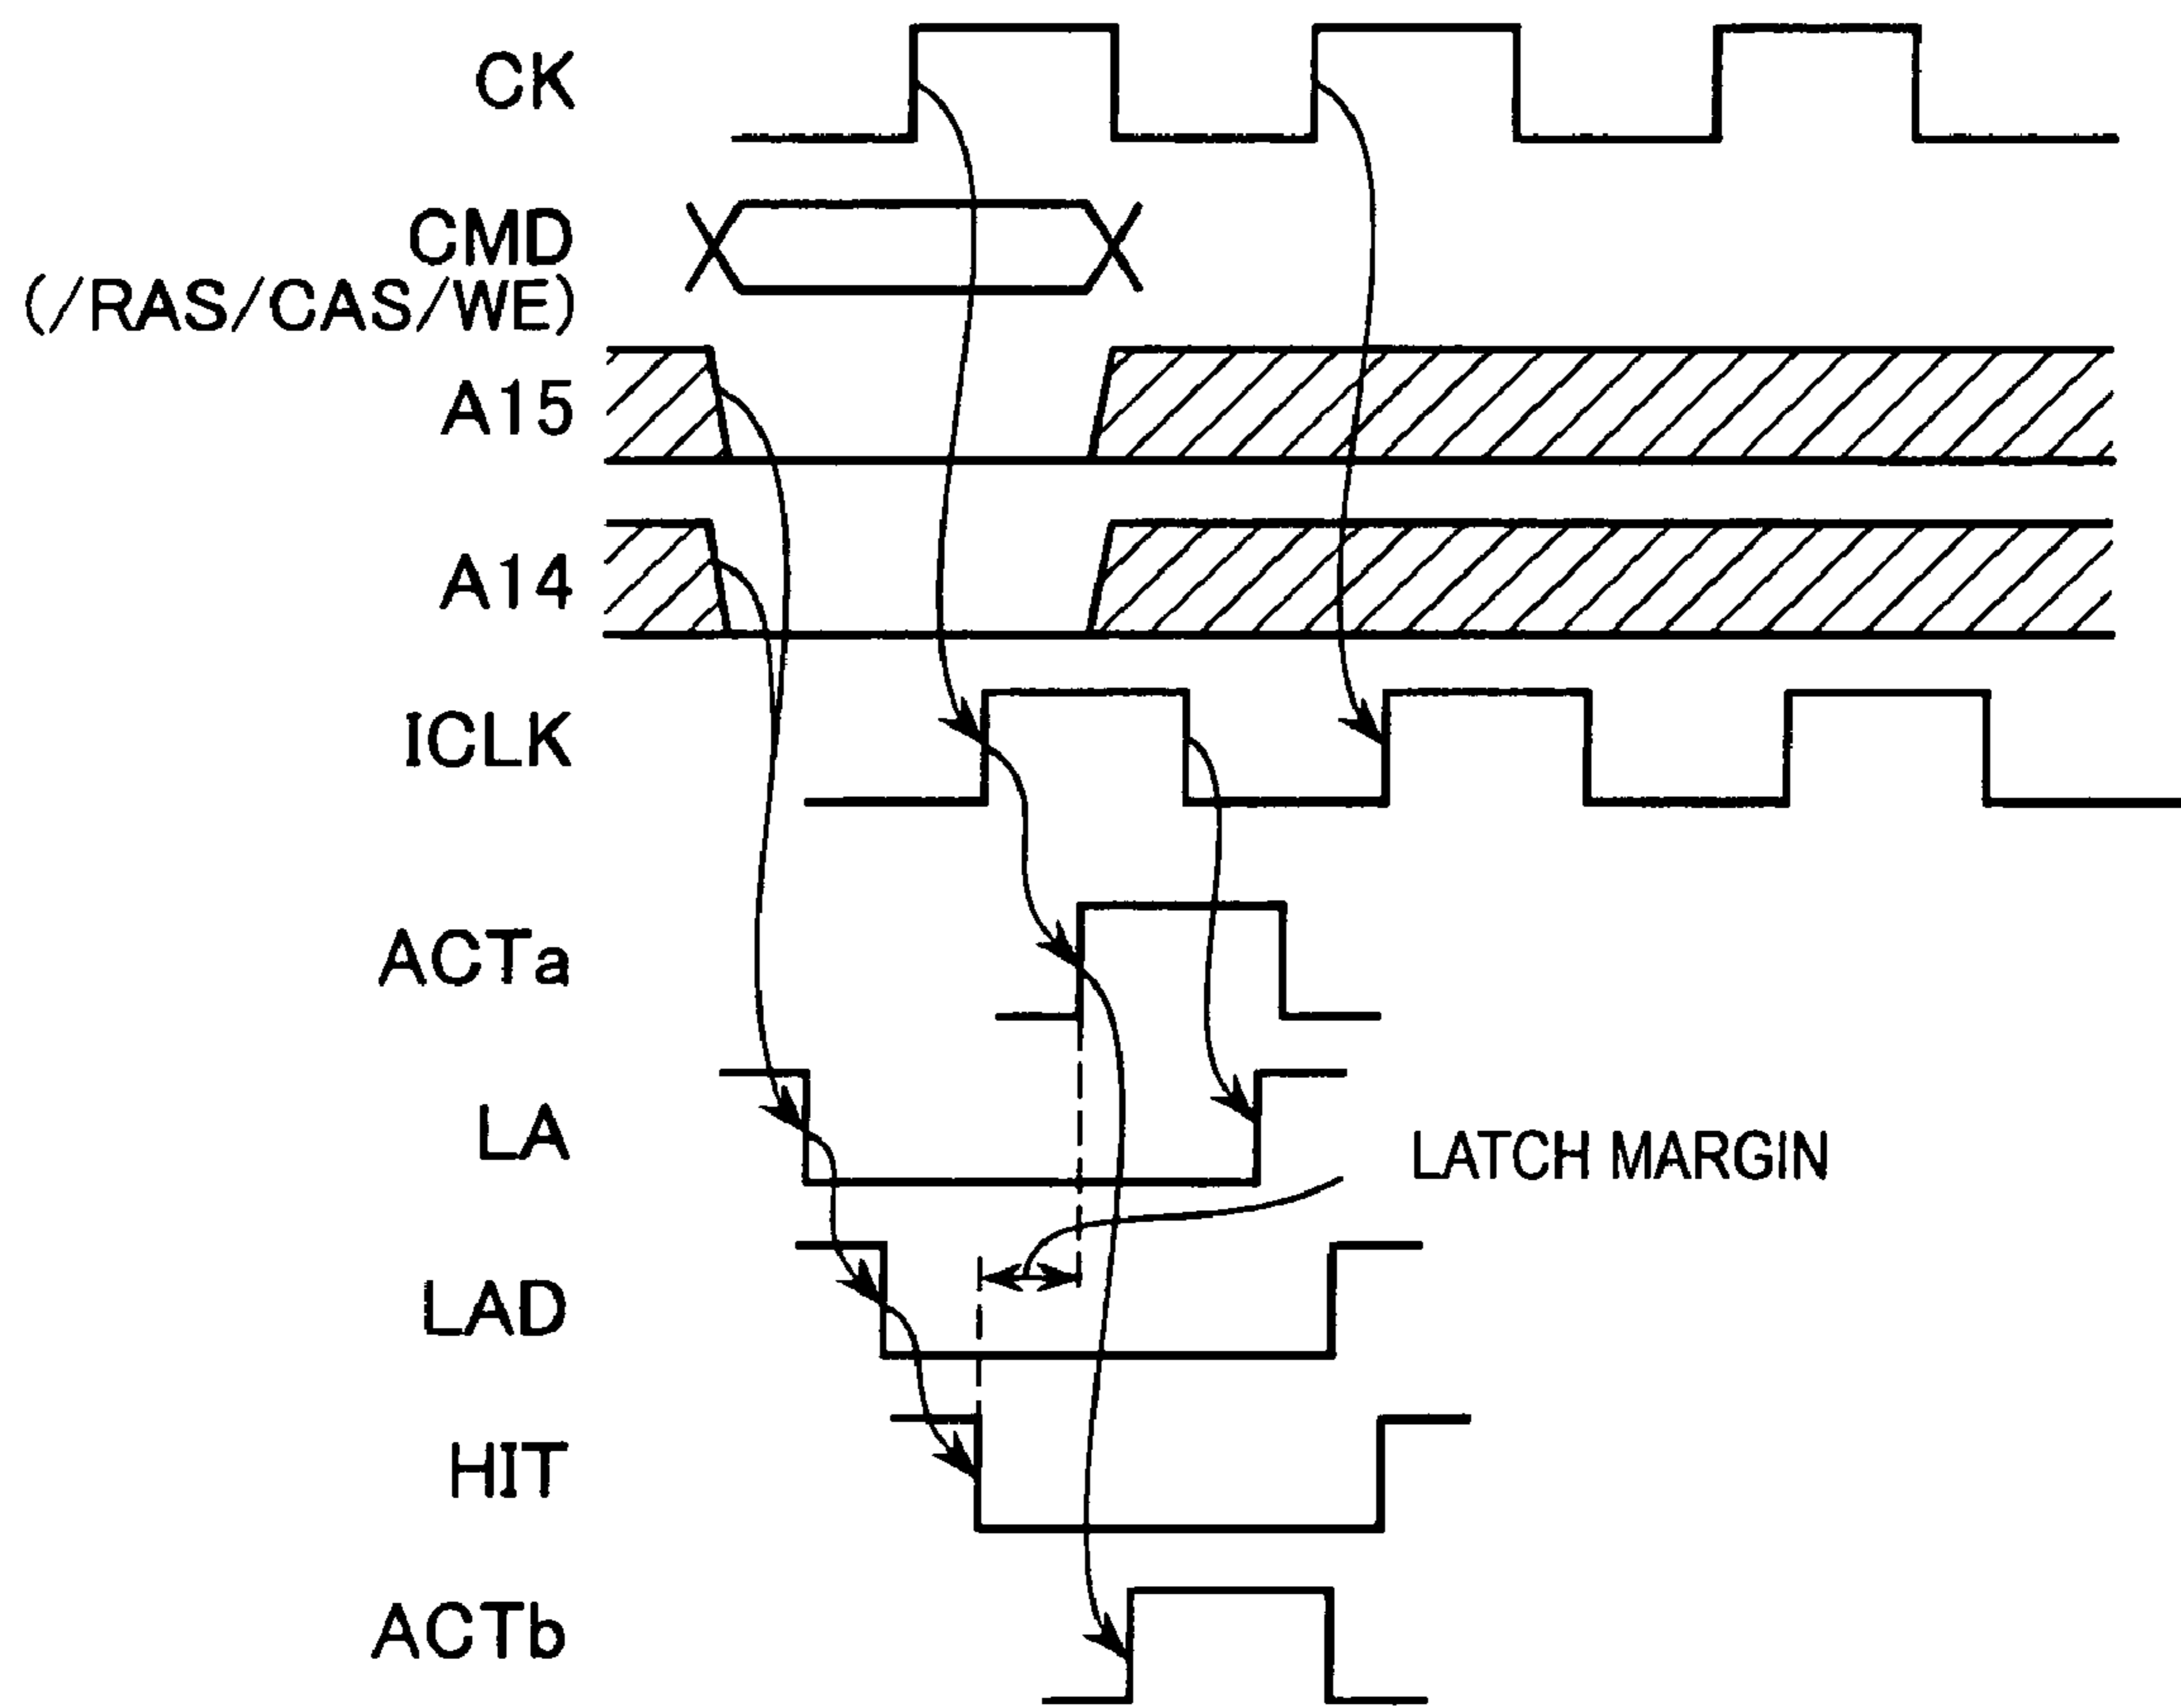 CK
CMD
(/RAS/CAS/WE)
A15
A14
ICLK
ACTa
LA
LATCH MARGIN
LAD
HIT
ACTb